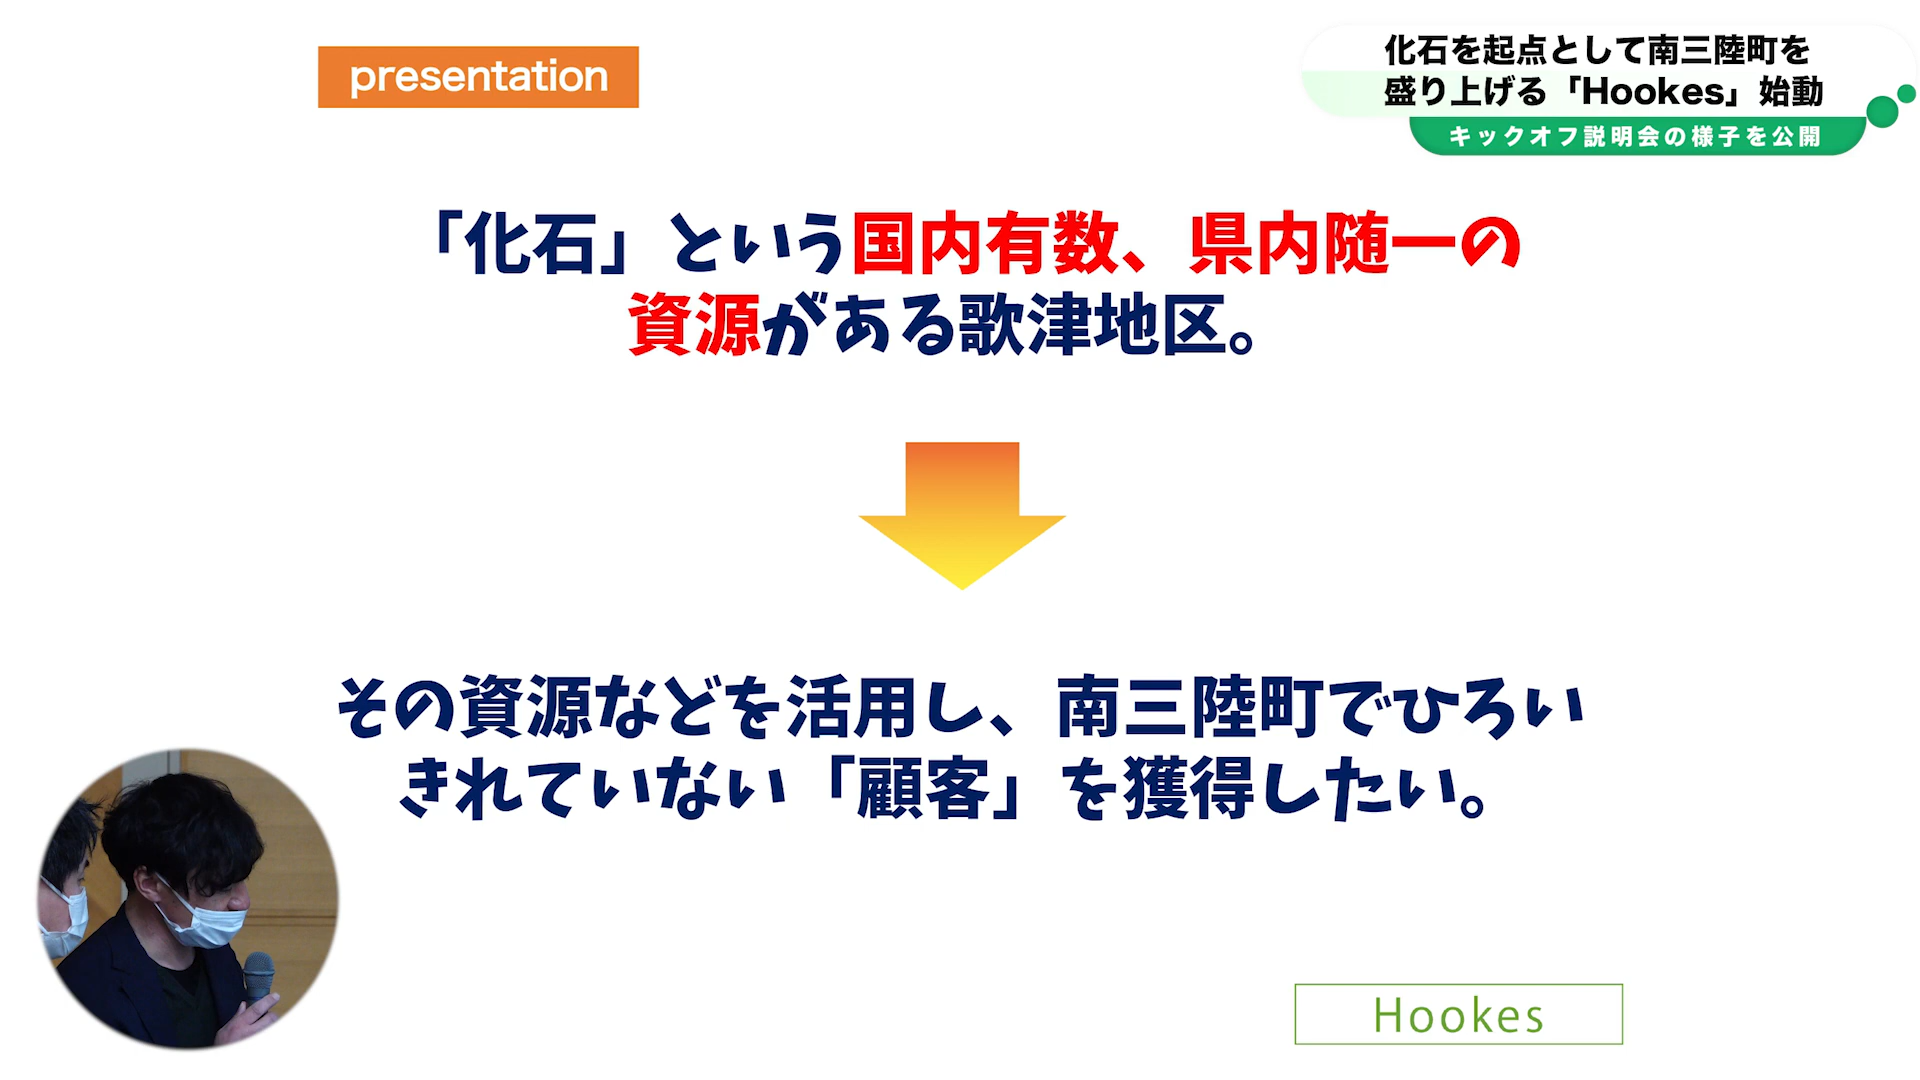 presentation
化石を起点として南三陸町を
盛り上げる「Hookes」始動
キックオフ説明会の様子を公開
「化石」という国内有数、県内随一の
資源がある歌津地区。
その資源などを活用し、南三陸町でひろい
きれていない「顧客」を獲得したい。
Hookes